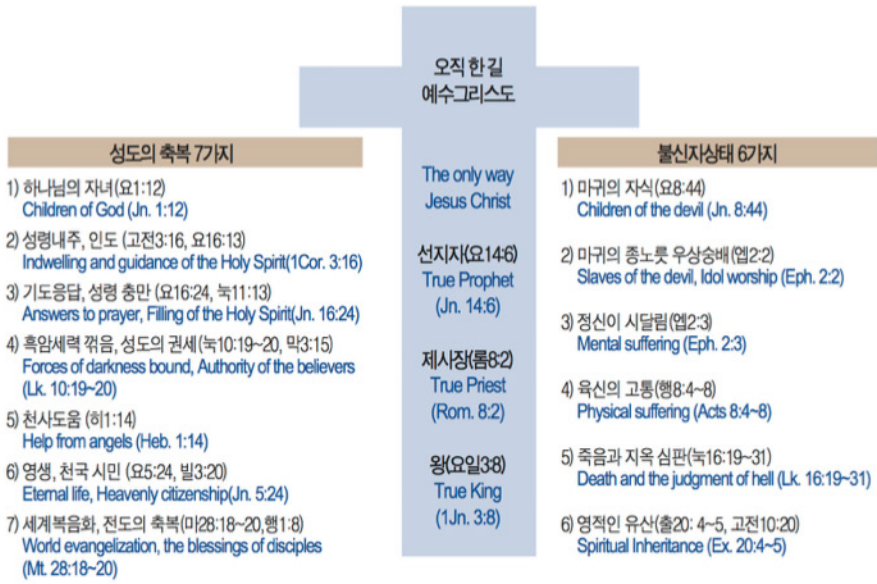 오직 한 길
예수그리스도
The only way
Jesus Christ
선지자(요14:6)
True Prophet
(Jn. 14:6)
제사장(롬8:2)
True Priest
(Rom. 8:2)
왕(요일3:8)
True King
(1Jn. 3:8)
성도의 축복 7가지
1) 하나님의 자녀(요1:12)
Children of God (Jn. 1:12)
2) 성령내주, 인도 (고전3:16, 요16:13)
Indwelling and guidance of the Holy Spirit(1Cor. 3:16)
3) 기도응답, 성령 충만 (요16:24, 눅11:13)
Answers to prayer, Filling of the Holy Spirit(Jn. 16:24)
4) 흑암세력 꺾음, 성도의 권세(눅10:19~20, 막3:15)
Forces of darkness bound, Authority of the believers
(Lk. 10:19~20)
5) 천사도움 (히1:14)
Help from angels (Heb. 1:14)
6) 영생, 천국 시민 (요5:24, 빌3:20)
Eternal life, Heavenly citizenship(Jn. 5:24)
7) 세계복음화, 전도의 축복(마28:18~20,행1:8)
World evangelization, the blessings of disciples
(Mt. 28:18~20)
불신자상태 6가지
1) 마귀의 자식(요8:44)
Children of the devil (Jn. 8:44)
2) 마귀의 종노릇 우상숭배(엡2:2)
Slaves of the devil, Idol worship (Eph. 2:2)
3) 정신이 시달림(엡2:3)
Mental suffering (Eph. 2:3)
4) 육신의 고통(행8:4~8)
Physical suffering (Acts 8:4~8)
5) 죽음과 지옥 심판(눅16:19~31)
Death and the judgment of hell (Lk. 16:19~31)
6) 영적인 유산(출20: 4~5, 고전10:20)
Spiritual Inheritance (Ex. 20:4~5)